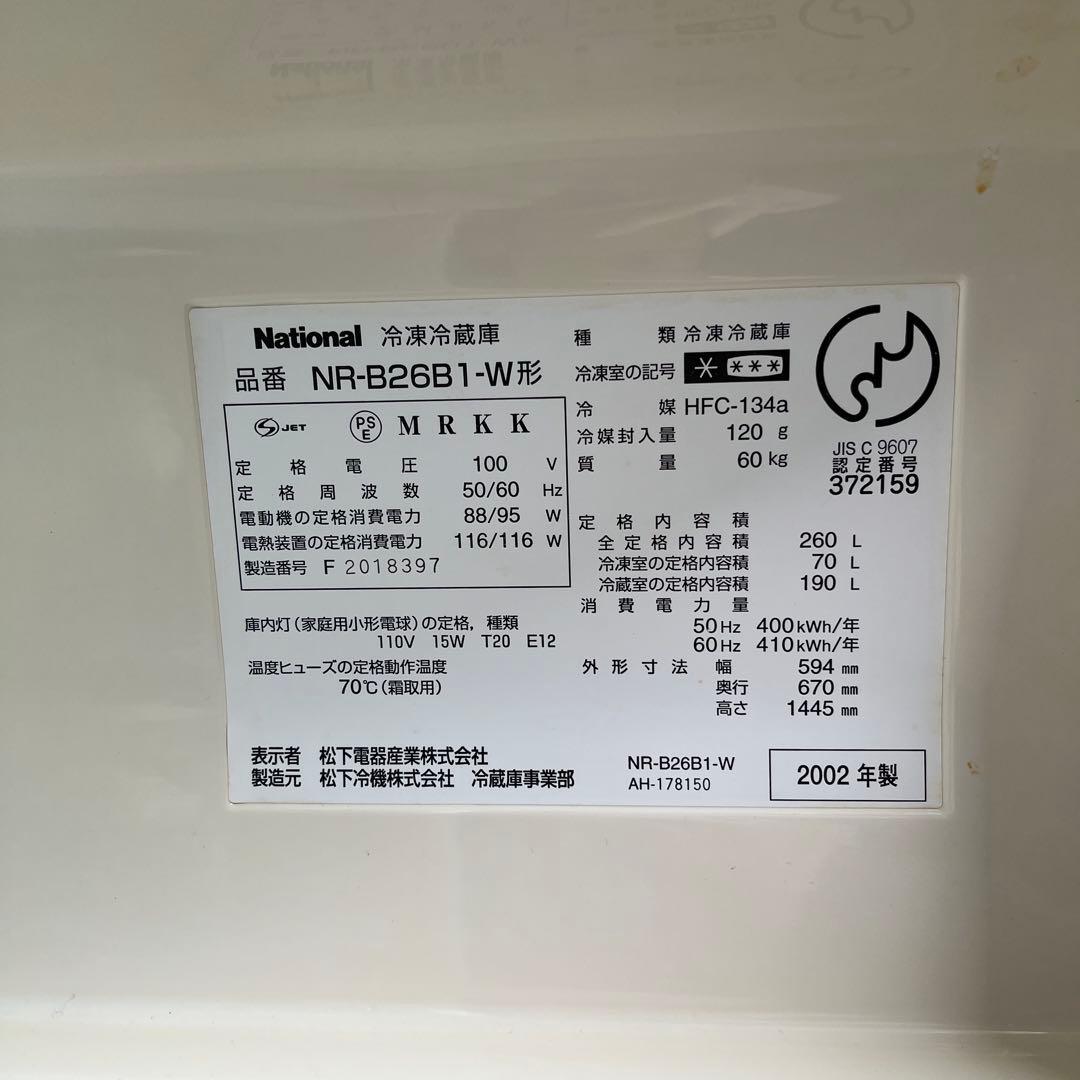 National 冷凍冷蔵庫
品番 NR-B26B1-W形
S JET PSE MRKK
定格電圧 100 V
定格周波数 50/60 Hz
電動機の定格消費電力 88/95 W
電熱装置の定格消費電力 116/116 W
製造番号 F 2018397
庫内灯(家庭用小形電球)の定格,種類
110V 15W T20 E12
温度ヒューズの定格動作温度
70℃(霜取用)
種類 冷凍冷蔵庫
冷凍室の記号 * ***
冷媒 HFC-134a
冷媒封入量 120 g
質量 60 kg
JIS C 9607
認定番号
372159
定格内容積
全定格内容積 260 L
冷凍室の定格内容積 70 L
冷蔵室の定格内容積 190 L
消費電力量
50Hz 400kWh/年
60Hz 410kWh/年
外形寸法 幅 594 mm
奥行 670 mm
高さ 1445 mm
表示者 松下電器産業株式会社
製造元 松下冷機株式会社 冷蔵庫事業部
NR-B26B1-W
AH-178150
2002年製